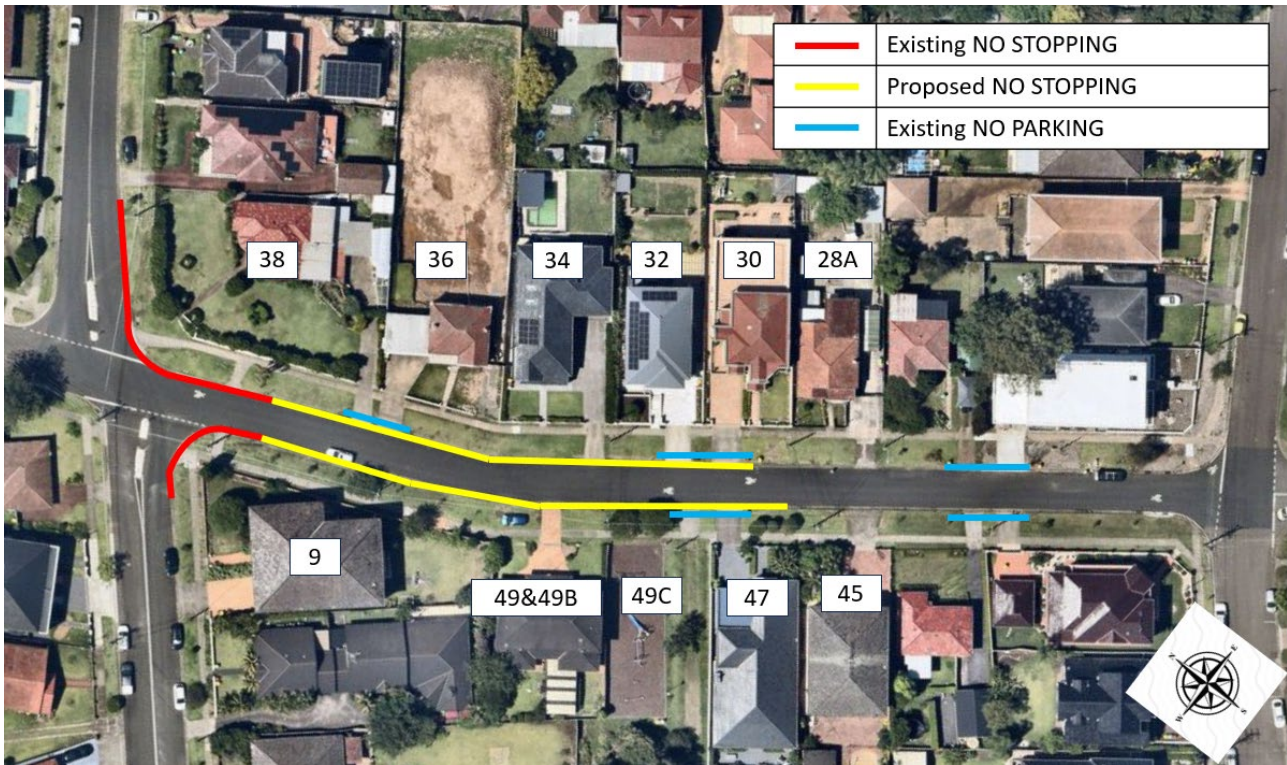 Existing NO STOPPING
Proposed NO STOPPING
Existing NO PARKING
38
36
34
32
30
28A
9
49&49B
49C
47
45
N
E
W
S